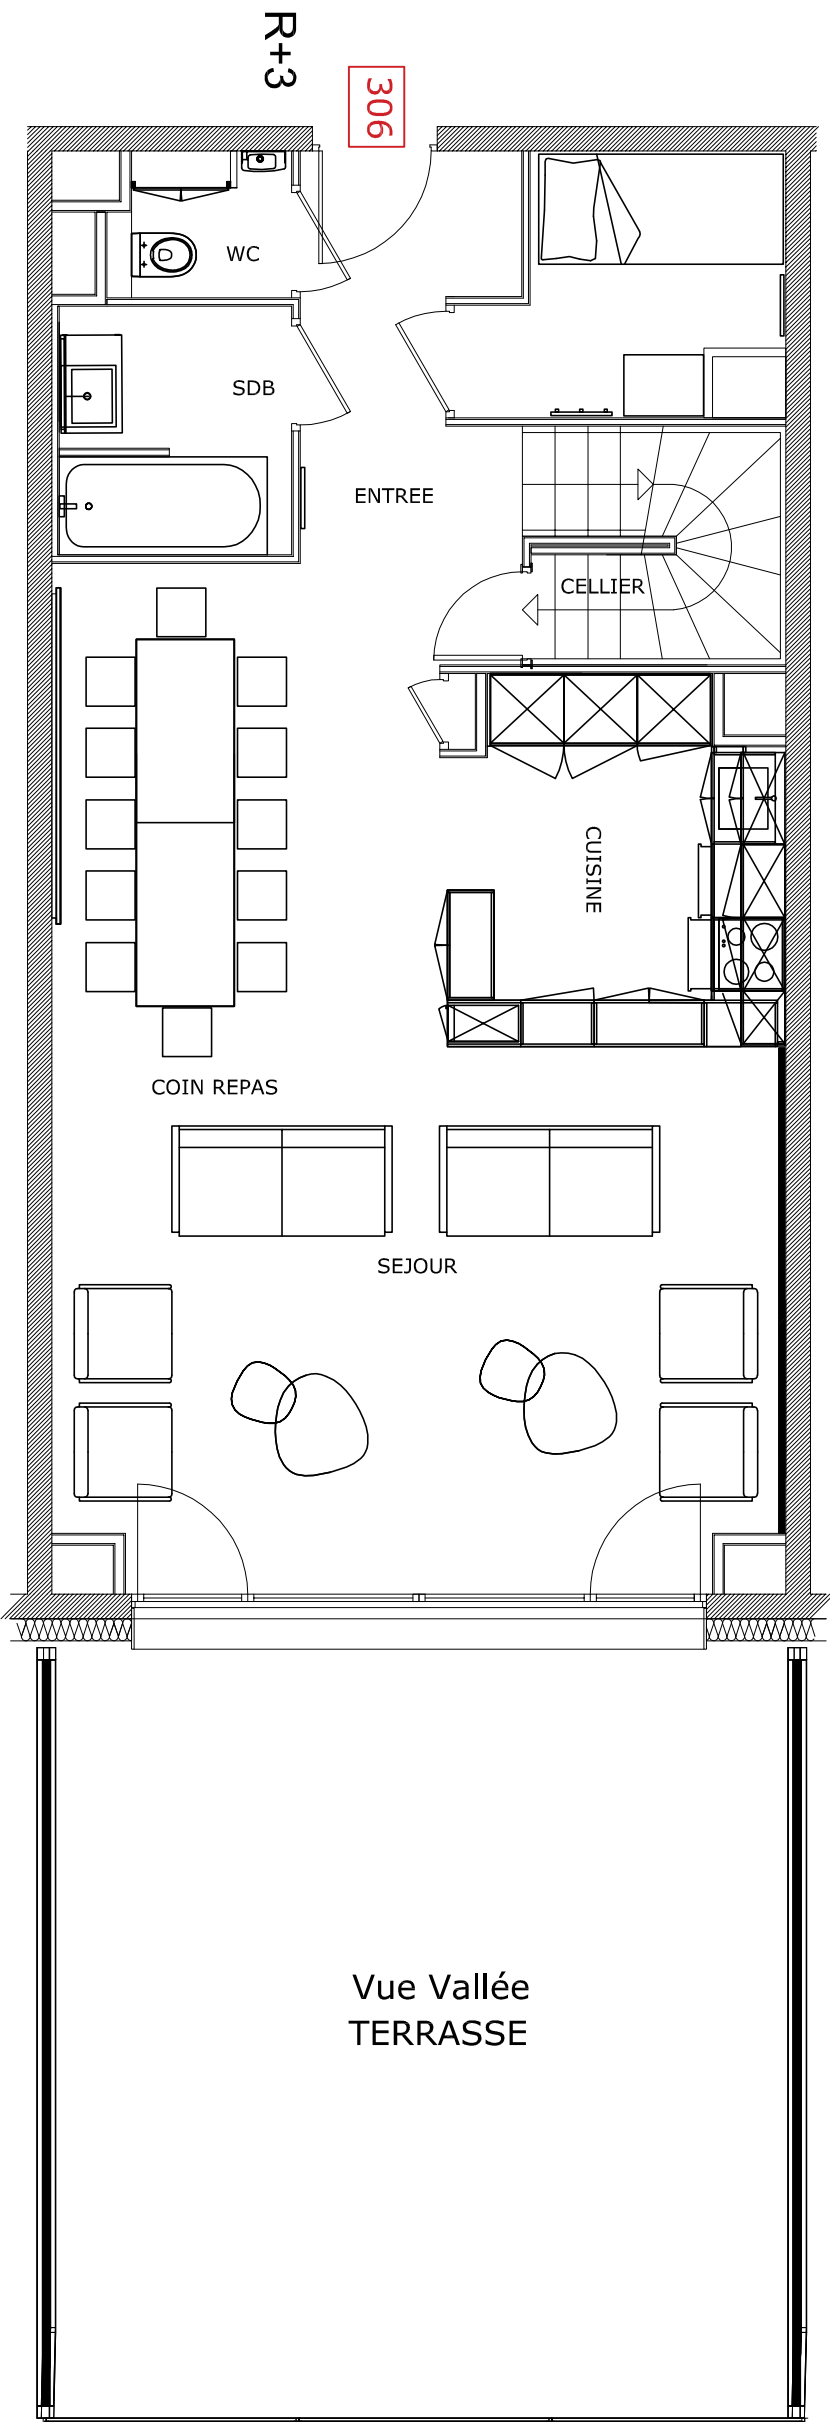 R+3
306
WC
SDB
ENTREE
CELLIER
CUISINE
COIN REPAS
SEJOUR
Vue Vallée
TERRASSE